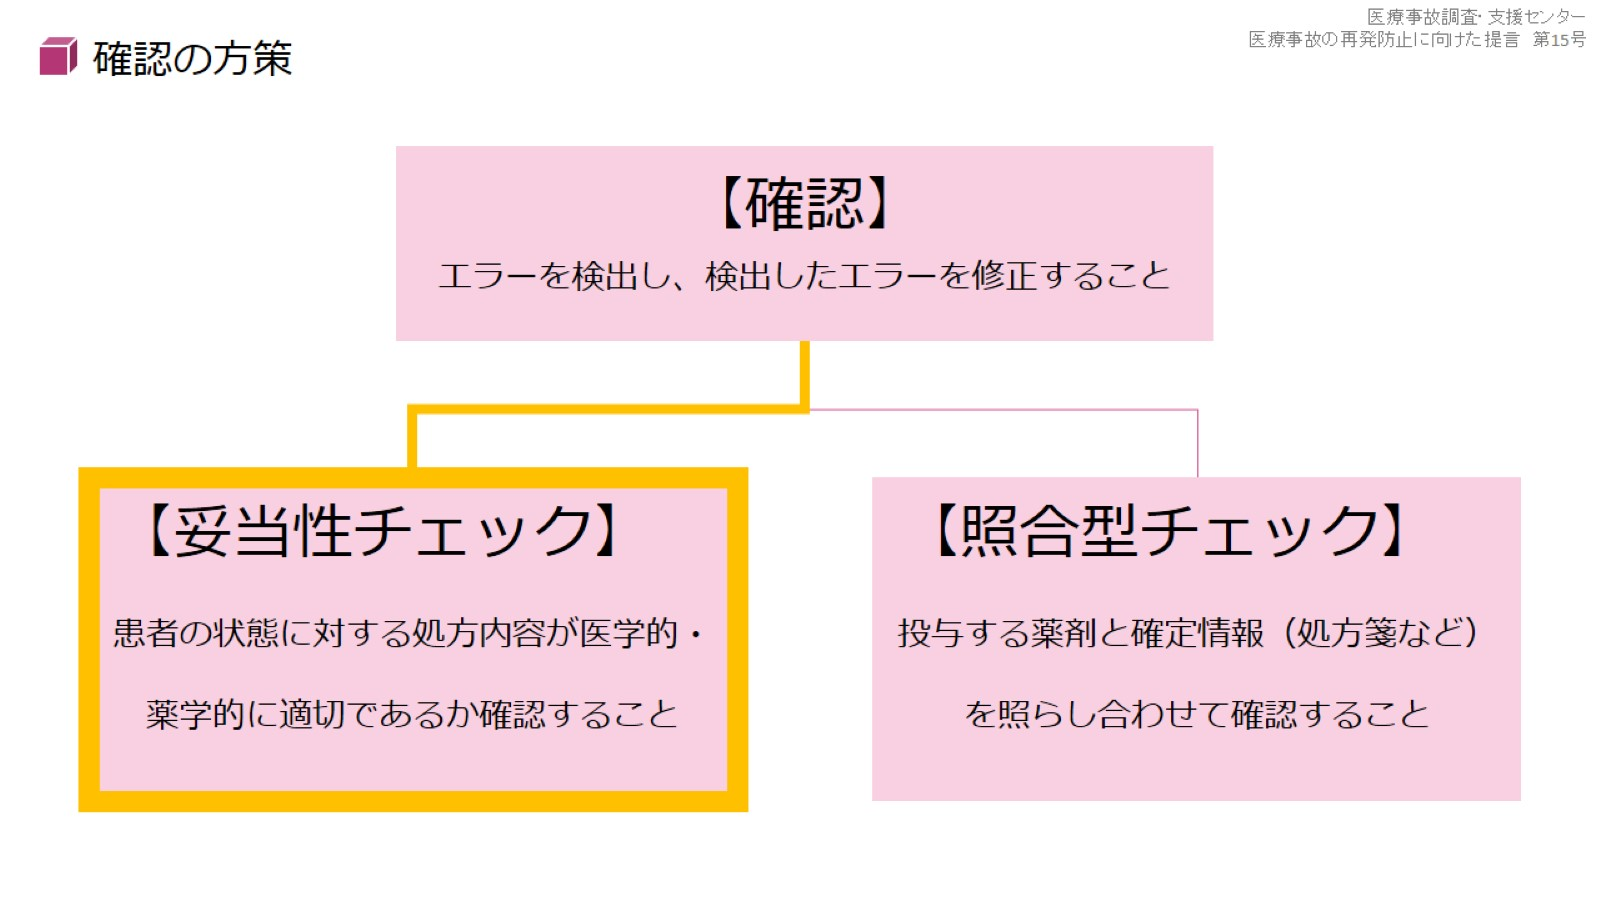 医療事故調査・支援センター
医療事故の再発防止に向けた提言　第15号
確認の方策
【確認】
エラーを検出し、検出したエラーを修正すること
【妥当性チェック】
患者の状態に対する処方内容が医学的・
薬学的に適切であるか確認すること
【照合型チェック】
投与する薬剤と確定情報（処方箋など）
を照らし合わせて確認すること